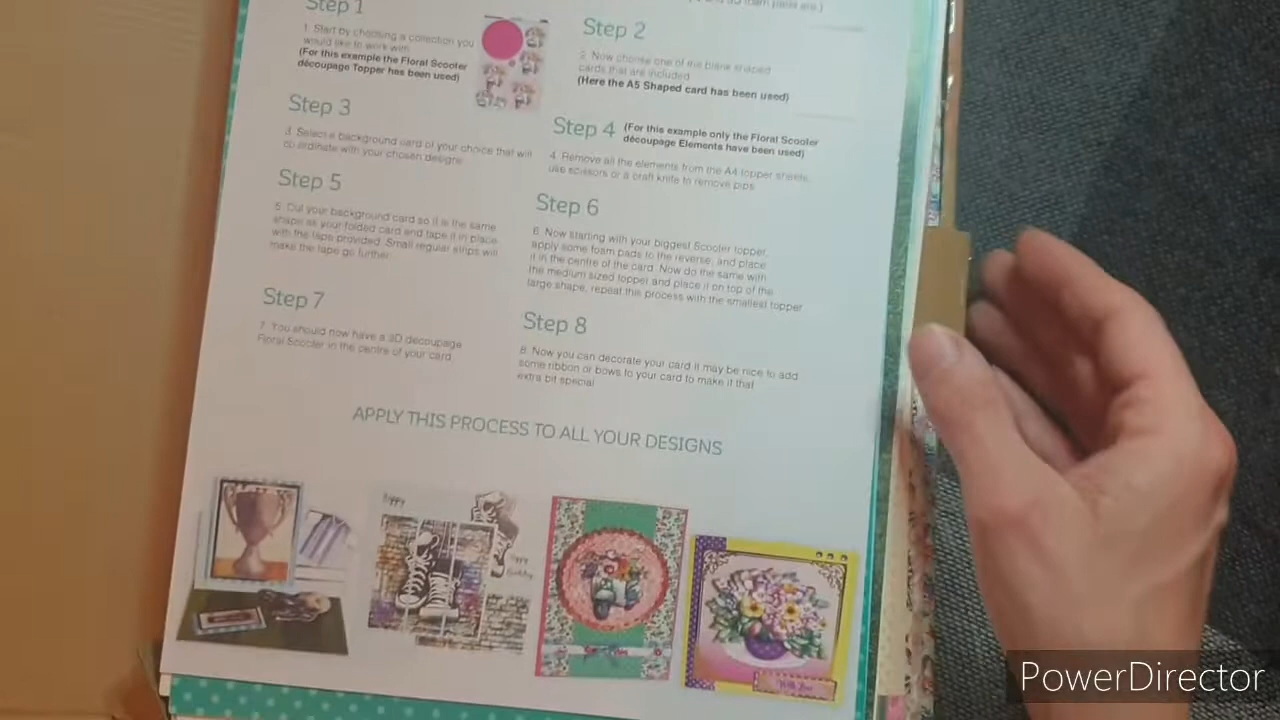 and 3D foam pads are.)
Step 1
1. Start by choosing a collection you
would like to work with
(For this example the Floral Scooter
découpage Topper has been used)
Step 2
2. Now choose one of the blank shaped
cards that are included
(Here the A5 Shaped card has been used)
Step 3
3. Select a background card of your choice that will
co ordinate with your chosen designs
Step 4
(For this example only the Floral Scooter
découpage Elements have been used)
4. Remove all the elements from the A4 topper sheets,
use scissors or a craft knife to remove pips
Step 5
5. Cut your background card so it is the same
shape as your folded card and tape it in place
with the tape provided. Small regular strips will
make the tape go further
Step 6
6. Now starting with your biggest Scooter topper,
apply some foam pads to the reverse, and place
it in the centre of the card. Now do the same with
the medium sized topper and place it on top of the
large shape, repeat this process with the smallest topper
Step 7
7. You should now have a 3D découpage
Floral Scooter in the centre of your card
Step 8
8. Now you can decorate your card it may be nice to add
some ribbon or bows to your card to make it that
extra bit special
APPLY THIS PROCESS TO ALL YOUR DESIGNS
Happy
Happy
Birthday
PowerDirector